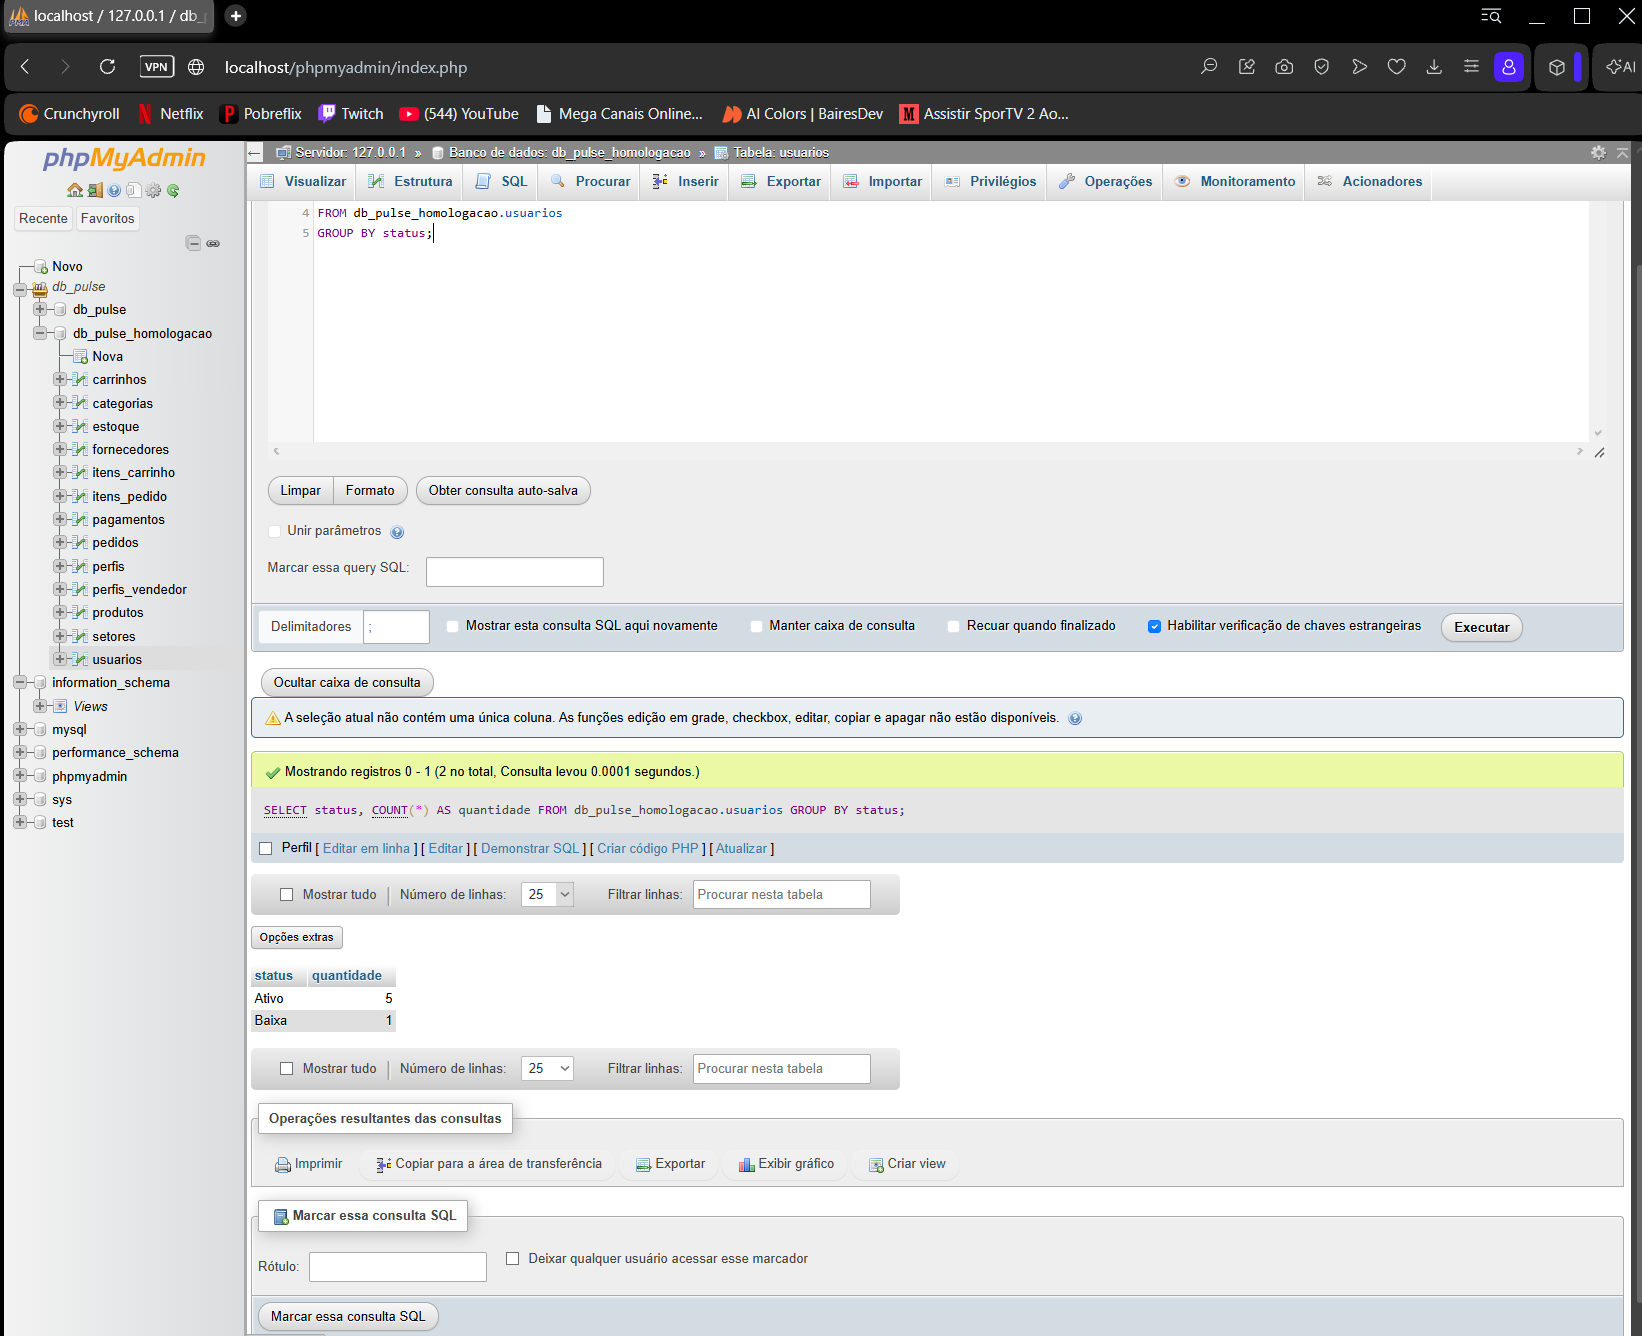 localhost / 127.0.0.1 / db_
VPN
localhost/phpmyadmin/index.php
AI
Crunchyroll
Netflix
Pobreflix
Twitch
(544) YouTube
Mega Canais Online...
AI Colors | BairesDev
Assistir SporTV 2 Ao...
phpMyAdmin
Recente
Favoritos
Novo
db_pulse
db_pulse
db_pulse_homologacao
Nova
carrinhos
categorias
estoque
fornecedores
itens_carrinho
itens_pedido
pagamentos
pedidos
perfis
perfis_vendedor
produtos
setores
usuarios
information_schema
Views
mysql
performance_schema
phpmyadmin
sys
test
Servidor: 127.0.0.1 » Banco de dados: db_pulse_homologacao » Tabela: usuarios
Visualizar
Estrutura
SQL
Procurar
Inserir
Exportar
Importar
Privilégios
Operações
Monitoramento
Acionadores
4 FROM db_pulse_homologacao.usuarios
5 GROUP BY status;
Limpar
Formato
Obter consulta auto-salva
Unir parâmetros
Marcar essa query SQL:
Delimitadores
;
Mostrar esta consulta SQL aqui novamente
Manter caixa de consulta
Recuar quando finalizado
Habilitar verificação de chaves estrangeiras
Executar
Ocultar caixa de consulta
A seleção atual não contém uma única coluna. As funções edição em grade, checkbox, editar, copiar e apagar não estão disponíveis.
Mostrando registros 0 - 1 (2 no total, Consulta levou 0.0001 segundos.)
SELECT status, COUNT(*) AS quantidade FROM db_pulse_homologacao.usuarios GROUP BY status;
Perfil [ Editar em linha ] [ Editar ] [ Demonstrar SQL ] [ Criar código PHP ] [ Atualizar ]
Mostrar tudo | Número de linhas: 25 Filtrar linhas: Procurar nesta tabela
Opções extras
status quantidade
Ativo 5
Baixa 1
Mostrar tudo | Número de linhas: 25 Filtrar linhas: Procurar nesta tabela
Operações resultantes das consultas
Imprimir
Copiar para a área de transferência
Exportar
Exibir gráfico
Criar view
Marcar essa consulta SQL
Rótulo:
Deixar qualquer usuário acessar esse marcador
Marcar essa consulta SQL